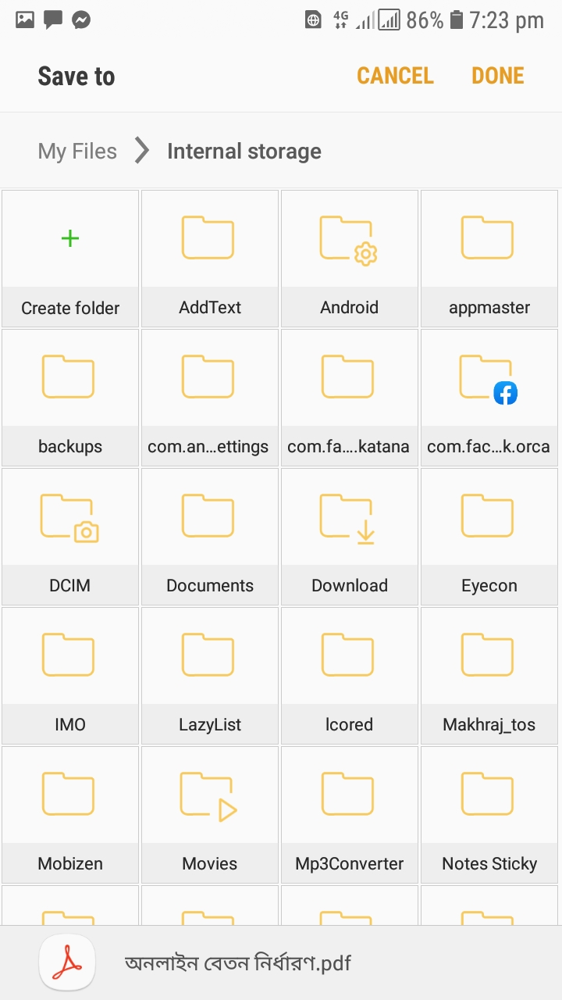 4G 86% 7:23 pm
Save to CANCEL DONE
My Files Internal storage
Create folder AddText Android appmaster
backups com.an...ettings com.fa....katana com.fac...k.orca
DCIM Documents Download Eyecon
IMO LazyList lcored Makhraj_tos
Mobizen Movies Mp3Converter Notes Sticky
অনলাইন বেতন নির্ধারণ.pdf